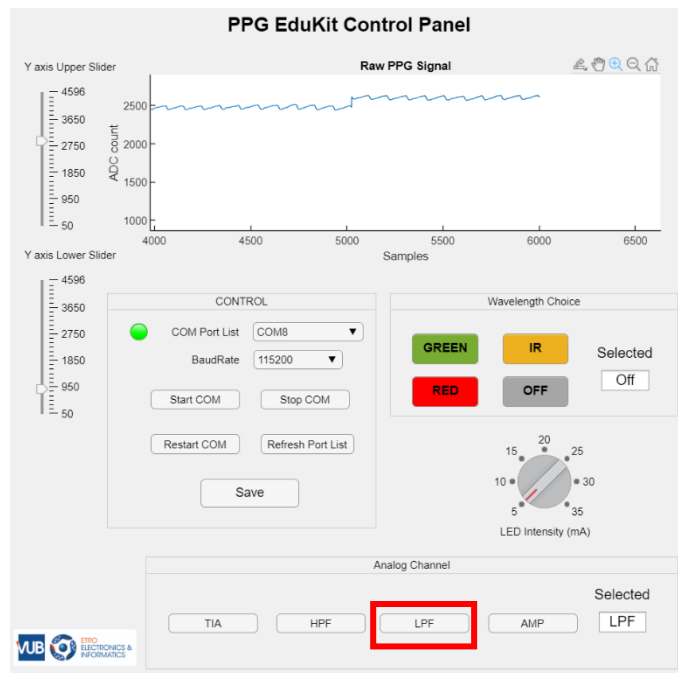 PPG EduKit Control Panel
Y axis Upper Slider
4596
3650
2750
1850
950
50
Raw PPG Signal
ADC count
2500
2000
1500
1000
4000 4500 5000 5500 6000 6500
Samples
Y axis Lower Slider
4596
3650
2750
1850
950
50
CONTROL
COM Port List COM8
BaudRate 115200
Start COM Stop COM
Restart COM Refresh Port List
Save
Wavelength Choice
GREEN IR
RED OFF
Selected
Off
5 10 15 20 25 30 35
LED Intensity (mA)
Analog Channel
TIA HPF LPF AMP
Selected
LPF
VUB
ETRO
ELECTRONICS &
INFORMATICS